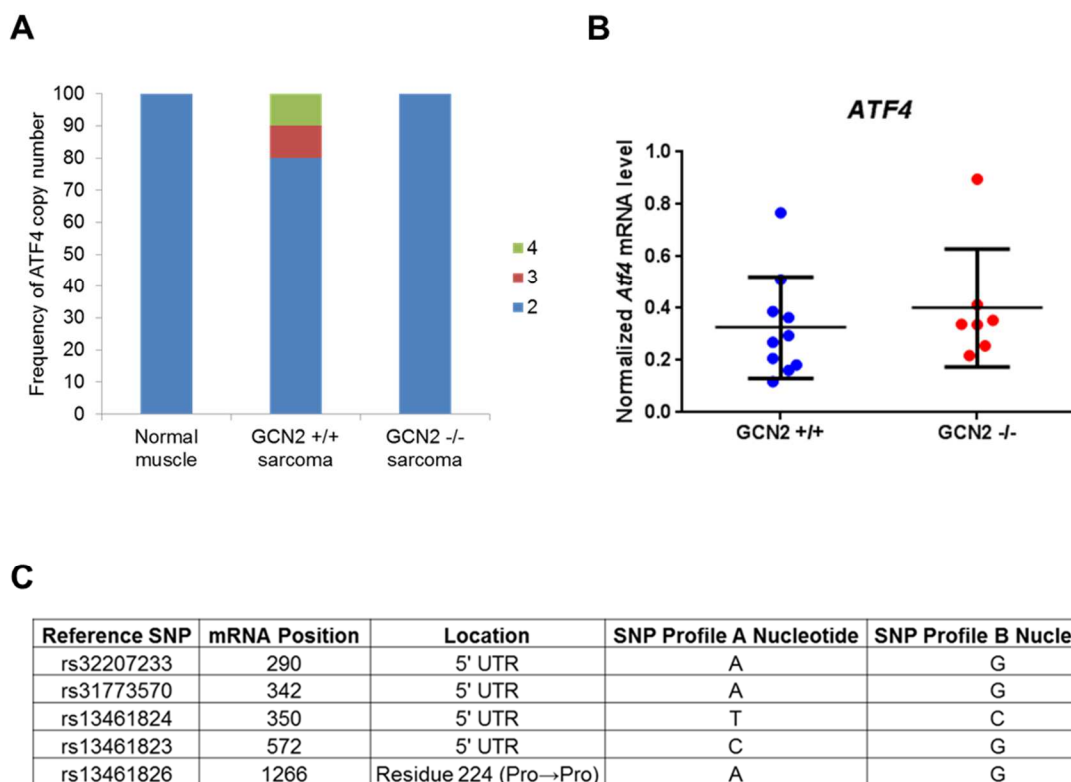 A
B
ATF4
Frequency of ATF4 copy number
100
90
80
70
60
50
40
30
20
10
0
Normal muscle
GCN2 +/+ sarcoma
GCN2 -/- sarcoma
4
3
2
Normalized Atf4 mRNA level
1.0
0.8
0.6
0.4
0.2
0.0
GCN2 +/+
GCN2 -/-
C
Reference SNP mRNA Position Location SNP Profile A Nucleotide SNP Profile B
rs32207233 290 5' UTR A G
rs31773570 342 5' UTR A G
rs13461824 350 5' UTR T C
rs13461823 572 5' UTR C G
rs13461826 1266 Residue 224 (Pro→Pro) A G